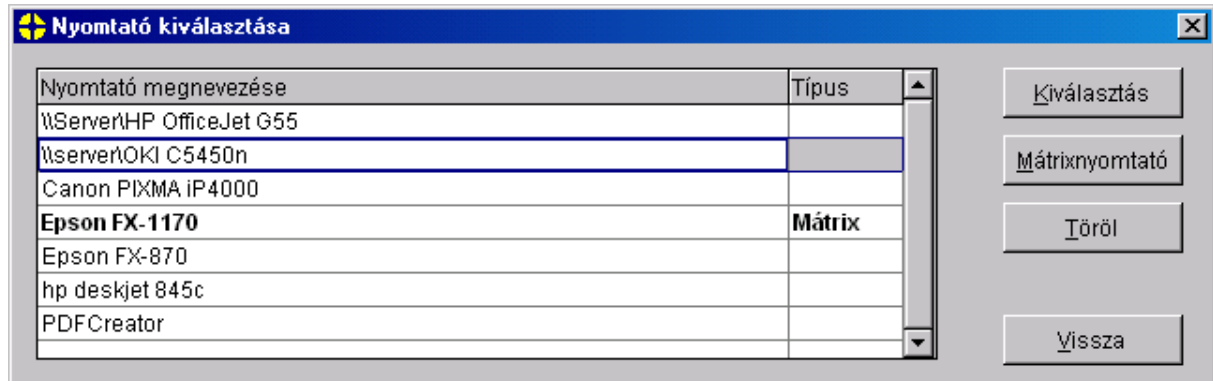 Nyomtató kiválasztása
Nyomtató megnevezése Típus
\\Server\HP OfficeJet G55
\\server\OKI C5450n
Canon PIXMA iP4000
Epson FX-1170 Mátrix
Epson FX-870
hp deskjet 845c
PDFCreator
Kiválasztás
Mátrixnyomtató
Töröl
Vissza